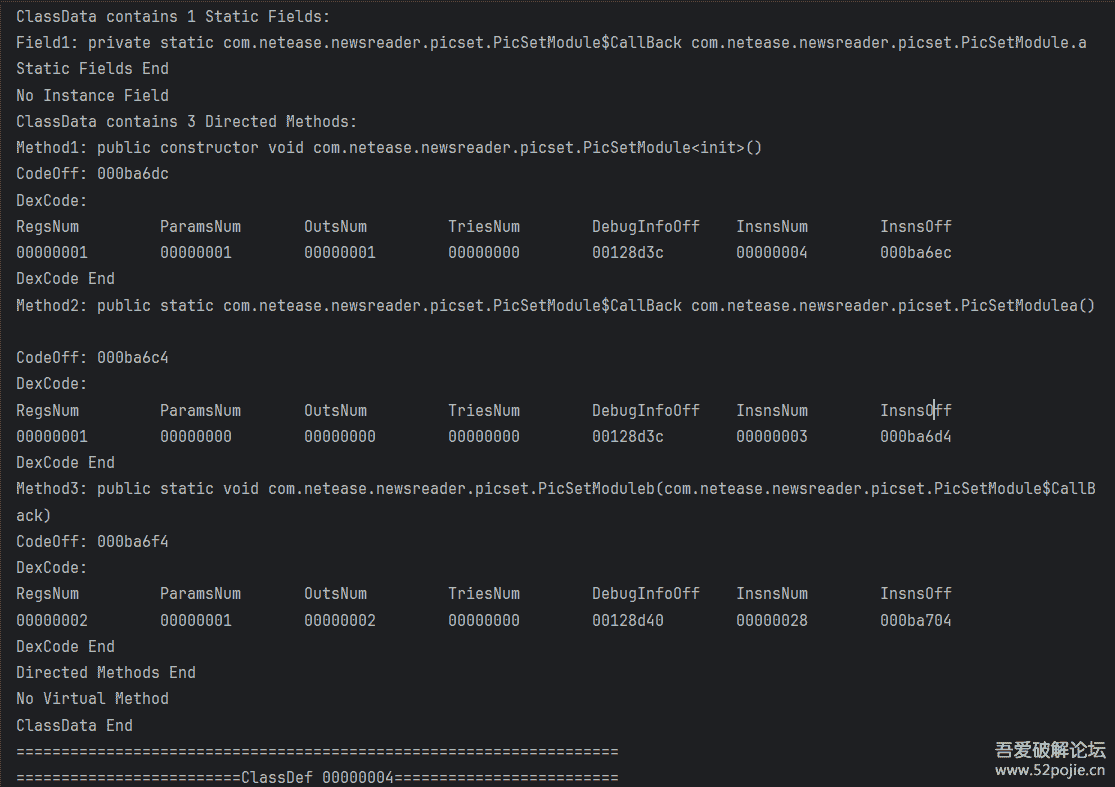 ClassData contains 1 Static Fields:
Field1: private static com.netease.newsreader.picset.PicSetModule$CallBack com.netease.newsreader.picset.PicSetModule.a
Static Fields End
No Instance Field
ClassData contains 3 Directed Methods:
Method1: public constructor void com.netease.newsreader.picset.PicSetModule<init>()
CodeOff: 000ba6dc
DexCode:
RegsNum ParamsNum OutsNum TriesNum DebugInfoOff InsnsNum InsnsOff
00000001 00000001 00000001 00000000 00128d3c 00000004 000ba6ec
DexCode End
Method2: public static com.netease.newsreader.picset.PicSetModule$CallBack com.netease.newsreader.picset.PicSetModulea()
CodeOff: 000ba6c4
DexCode:
RegsNum ParamsNum OutsNum TriesNum DebugInfoOff InsnsNum InsnsOff
00000001 00000000 00000000 00000000 00128d3c 00000003 000ba6d4
DexCode End
Method3: public static void com.netease.newsreader.picset.PicSetModuleb(com.netease.newsreader.picset.PicSetModule$CallB
ack)
CodeOff: 000ba6f4
DexCode:
RegsNum ParamsNum OutsNum TriesNum DebugInfoOff InsnsNum InsnsOff
00000002 00000001 00000002 00000000 00128d40 00000028 000ba704
DexCode End
Directed Methods End
No Virtual Method
ClassData End
===================================================================
=========================ClassDef 00000004=========================
吾爱破解论坛
www.52pojie.cn